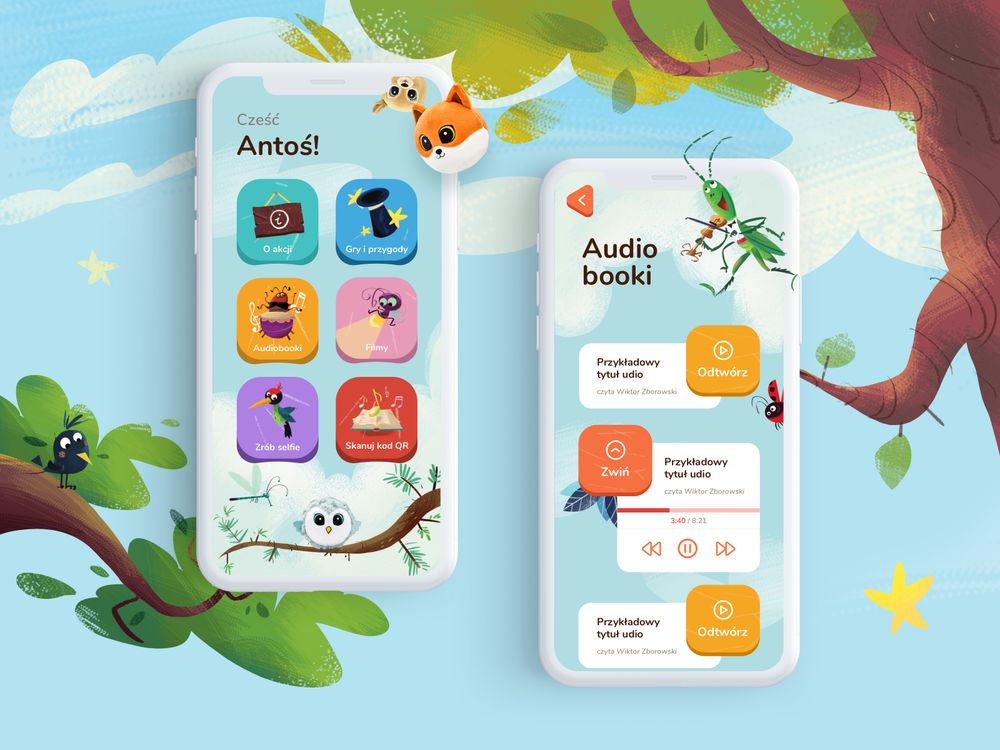 Cześć
Antoś!
O akcji
Gry i przygody
Audiobooki
Filmy
Zrób selfie
Skanuj kod QR
Audio
booki
Przykładowy
tytuł udio
czyta Wiktor Zborowski
Odtwórz
Zwiń
Przykładowy
tytuł udio
czyta Wiktor Zborowski
3:40 / 8:21
Przykładowy
tytuł udio
czyta Wiktor Zborowski
Odtwórz